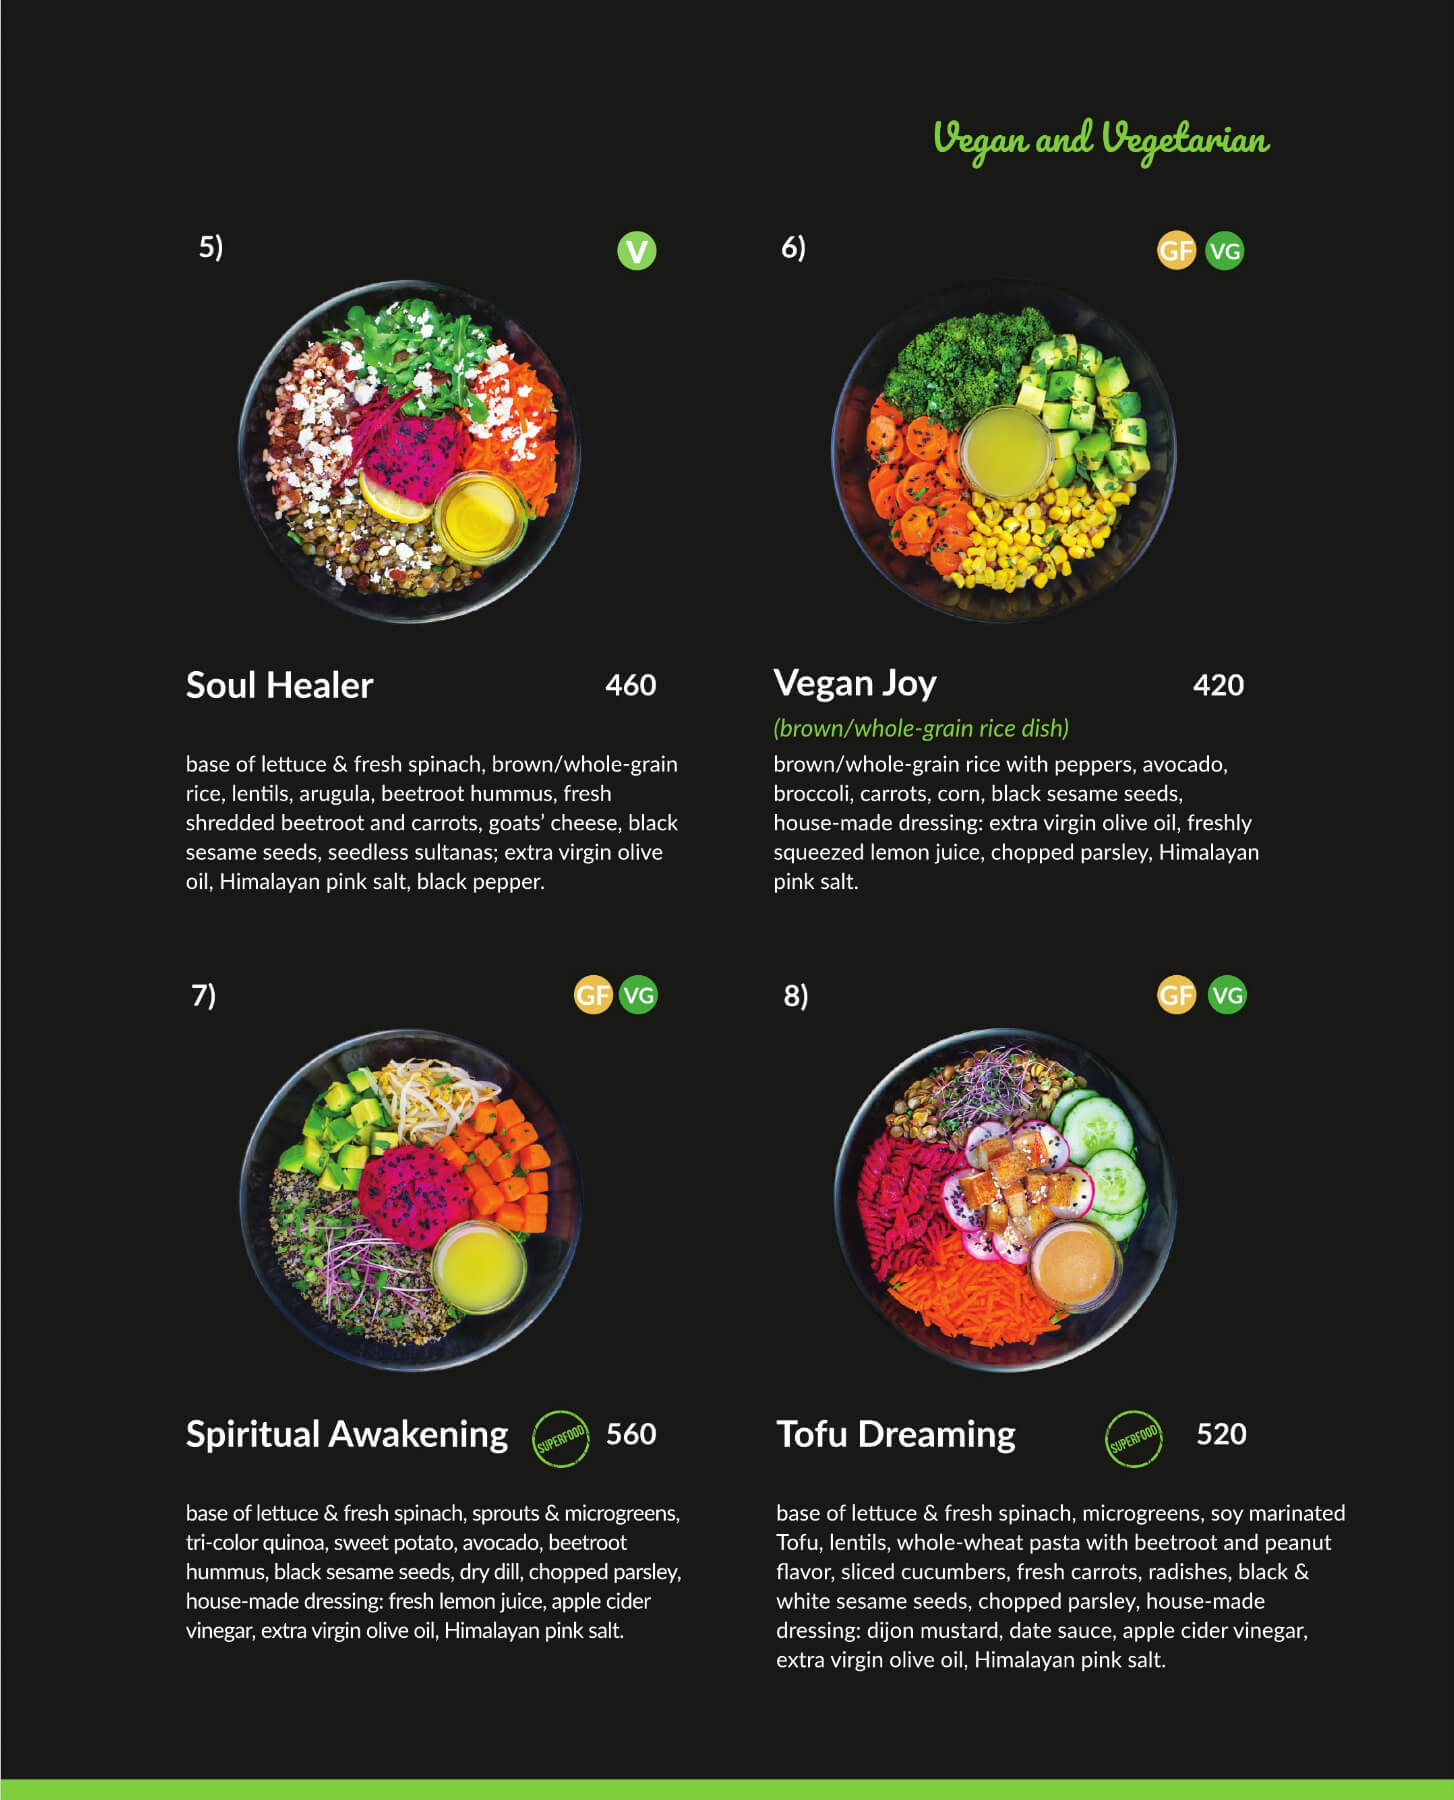 Vegan and Vegetarian
5)
V
Soul Healer 460
base of lettuce & fresh spinach, brown/whole-grain
rice, lentils, arugula, beetroot hummus, fresh
shredded beetroot and carrots, goats’ cheese, black
sesame seeds, seedless sultanas; extra virgin olive
oil, Himalayan pink salt, black pepper.
6)
GF VG
Vegan Joy 420
(brown/whole-grain rice dish)
brown/whole-grain rice with peppers, avocado,
broccoli, carrots, corn, black sesame seeds,
house-made dressing: extra virgin olive oil, freshly
squeezed lemon juice, chopped parsley, Himalayan
pink salt.
7)
GF VG
Spiritual Awakening SUPERFOOD 560
base of lettuce & fresh spinach, sprouts & microgreens,
tri-color quinoa, sweet potato, avocado, beetroot
hummus, black sesame seeds, dry dill, chopped parsley,
house-made dressing: fresh lemon juice, apple cider
vinegar, extra virgin olive oil, Himalayan pink salt.
8)
GF VG
Tofu Dreaming SUPERFOOD 520
base of lettuce & fresh spinach, microgreens, soy marinated
Tofu, lentils, whole-wheat pasta with beetroot and peanut
flavor, sliced cucumbers, fresh carrots, radishes, black &
white sesame seeds, chopped parsley, house-made
dressing: dijon mustard, date sauce, apple cider vinegar,
extra virgin olive oil, Himalayan pink salt.